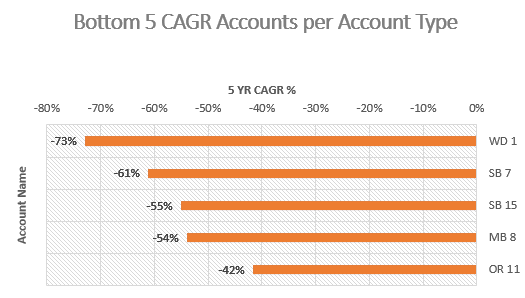 Bottom 5 CAGR Accounts per Account Type
5 YR CAGR %
-80% -70% -60% -50% -40% -30% -20% -10% 0%
Account Name
-73% WD 1
-61% SB 7
-55% SB 15
-54% MB 8
-42% OR 11